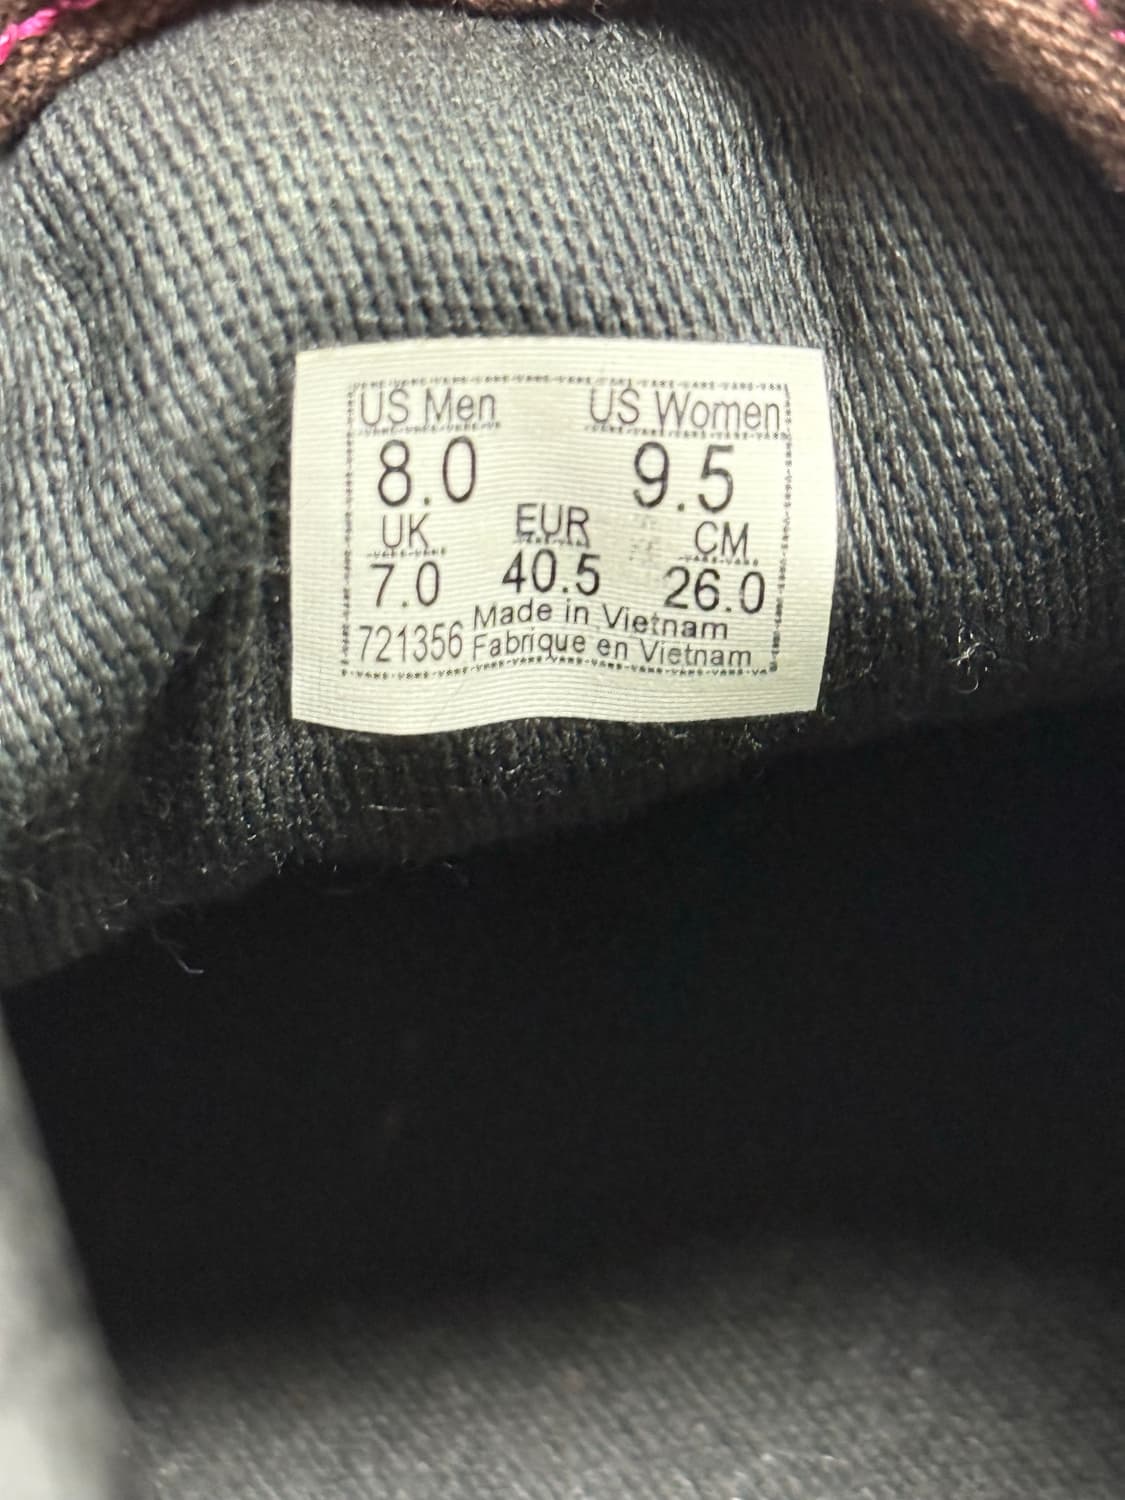 US Men US Women
8.0 9.5
UK EUR CM
7.0 40.5 26.0
Made in Vietnam
721356 Fabrique en Vietnam